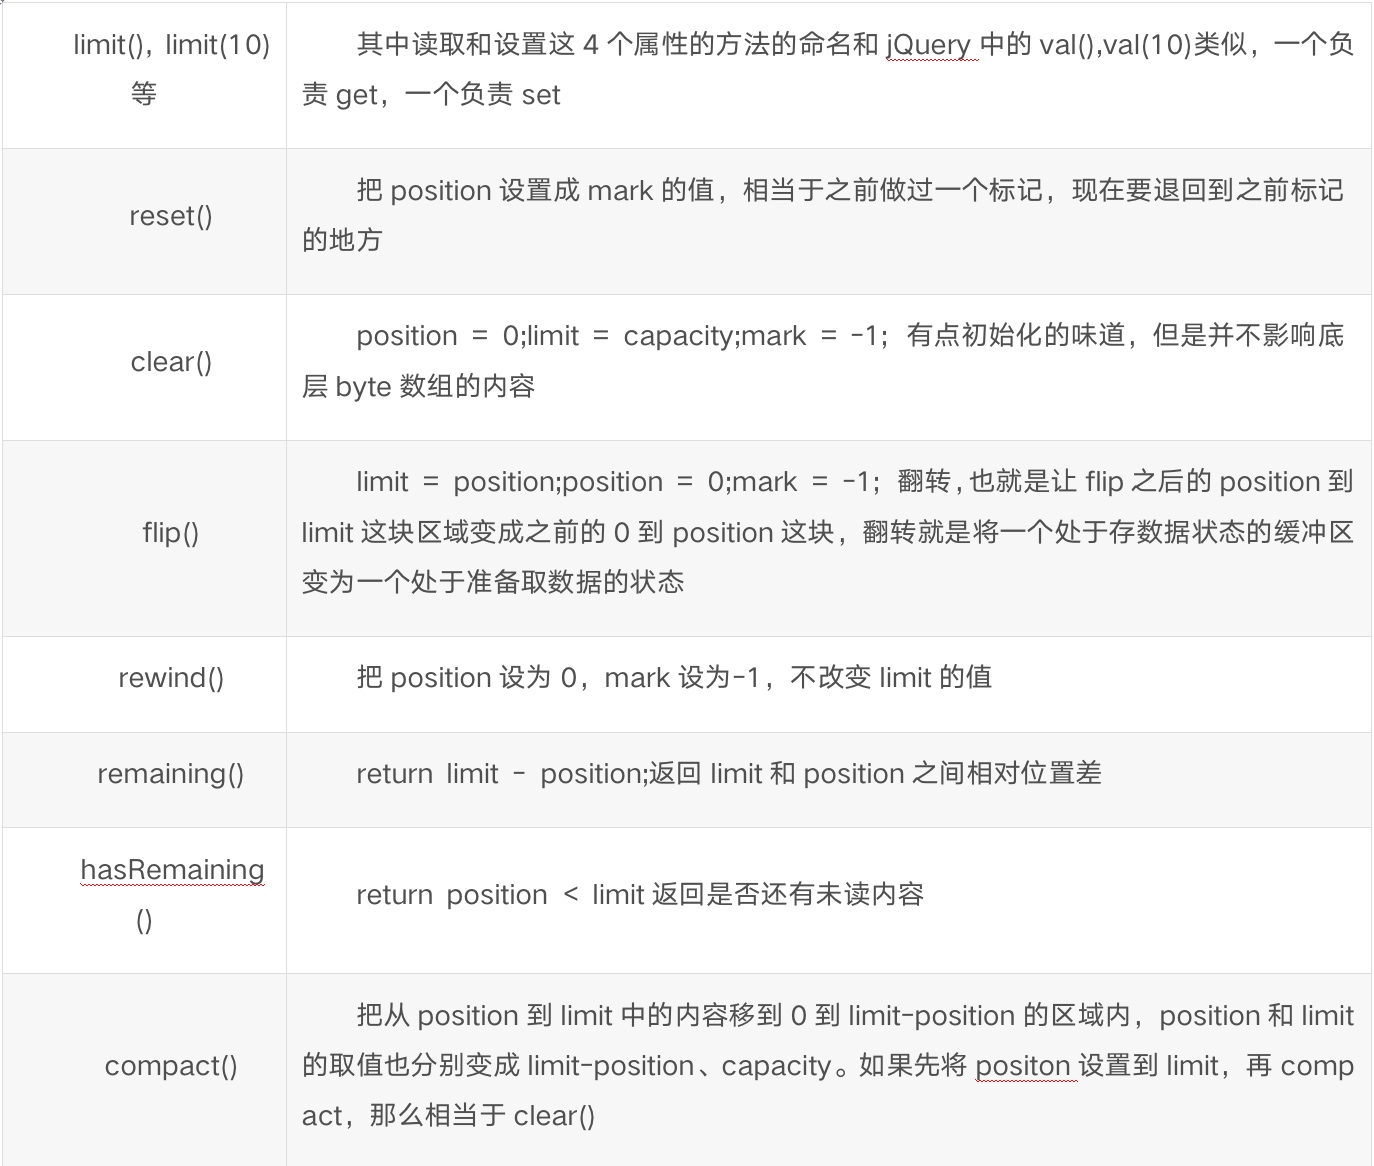 limit(), limit(10)
等
其中读取和设置这 4 个属性的方法的命名和 jQuery 中的 val(),val(10)类似，一个负
责 get，一个负责 set
reset()
把 position 设置成 mark 的值，相当于之前做过一个标记，现在要退回到之前标记
的地方
clear()
position = 0;limit = capacity;mark = -1; 有点初始化的味道，但是并不影响底
层 byte 数组的内容
flip()
limit = position;position = 0;mark = -1; 翻转，也就是让 flip 之后的 position 到
limit 这块区域变成之前的 0 到 position 这块，翻转就是将一个处于存数据状态的缓冲区
变为一个处于准备取数据的状态
rewind()
把 position 设为 0，mark 设为-1，不改变 limit 的值
remaining()
return limit - position;返回 limit 和 position 之间相对位置差
hasRemaining
()
return position < limit 返回是否还有未读内容
compact()
把从 position 到 limit 中的内容移到 0 到 limit-position 的区域内，position 和 limit
的取值也分别变成 limit-position、capacity。如果先将 positon 设置到 limit，再 comp
act，那么相当于 clear()